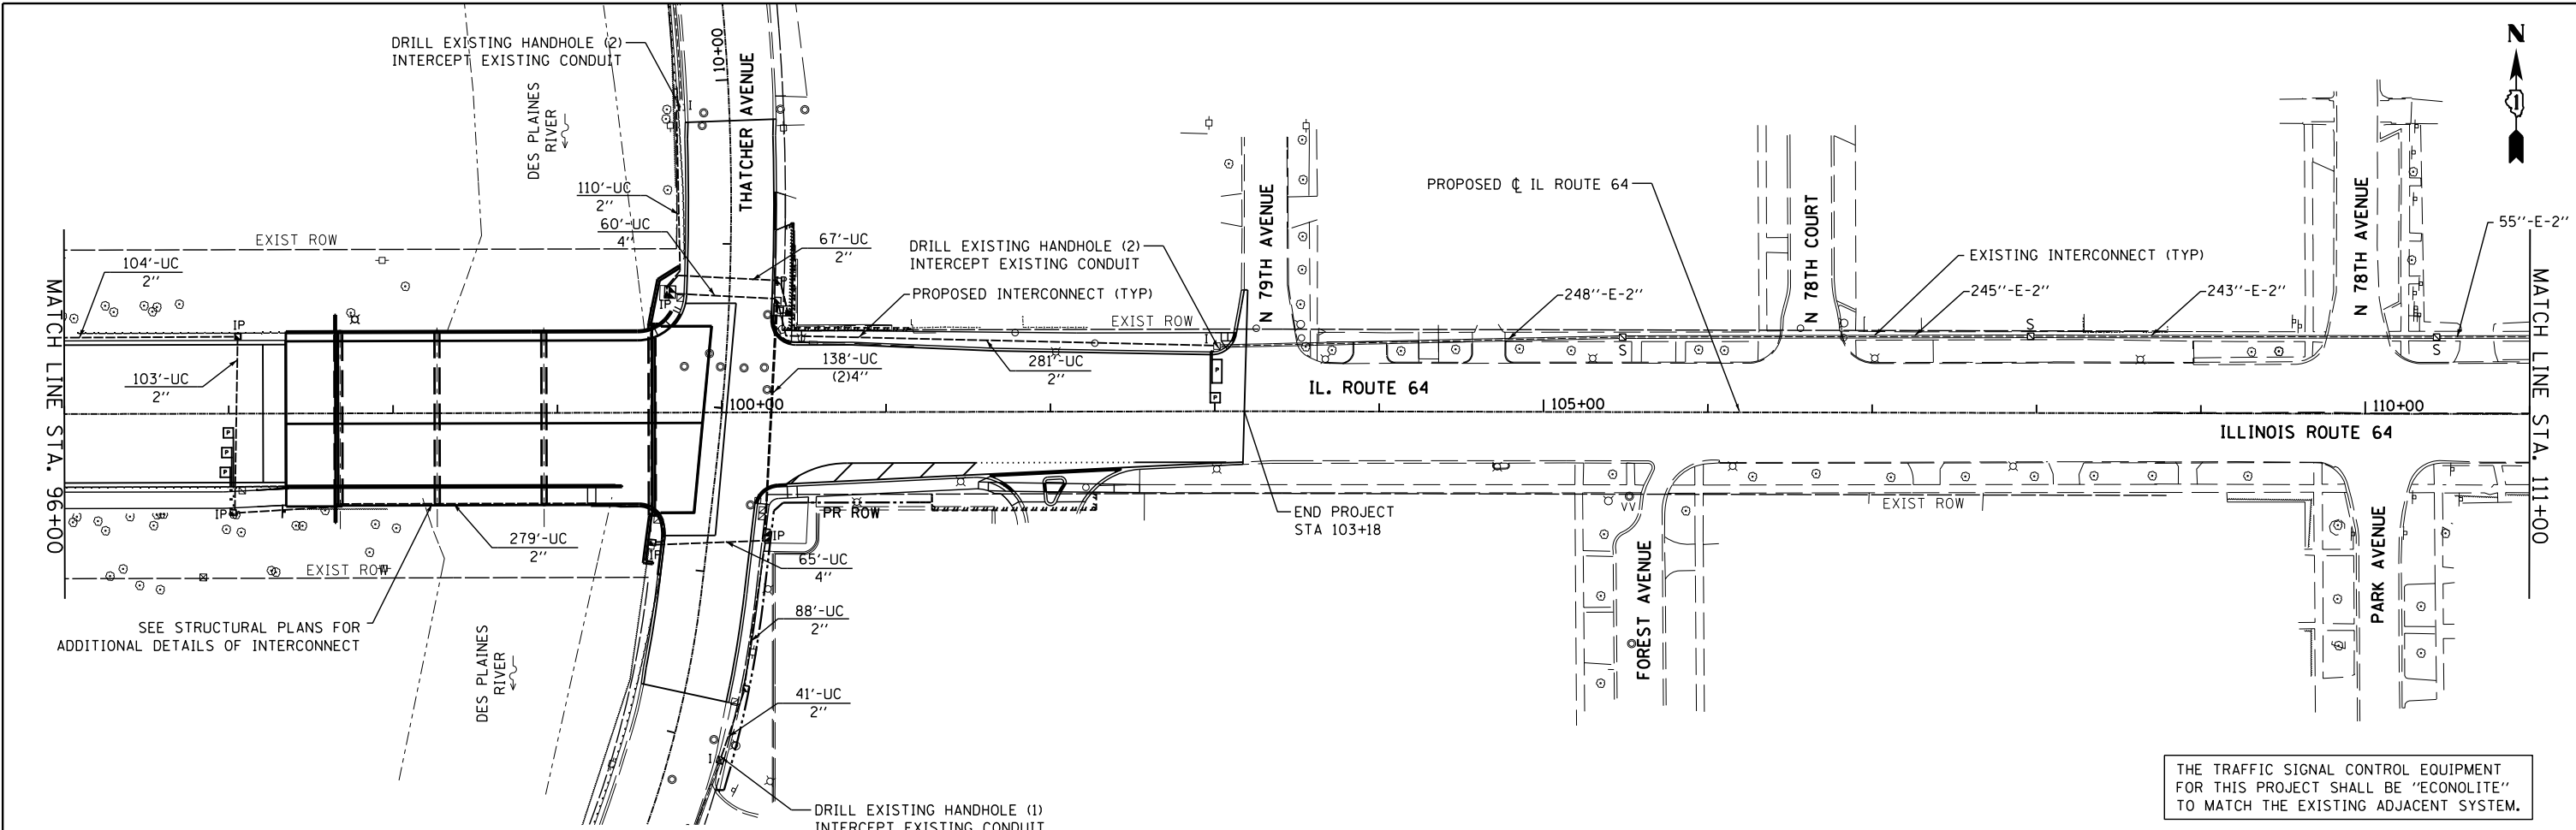 DRILL EXISTING HANDHOLE (2)
INTERCEPT EXISTING CONDUIT
10+00
THATCHER AVENUE
DES PLAINES
RIVER
N
1
110'-UC
2''
60'-UC
4''
67'-UC
2''
EXIST ROW
104'-UC
2''
MATCH LINE STA. 96+00
IP
103'-UC
2''
IP
IP
I
DRILL EXISTING HANDHOLE (2)
INTERCEPT EXISTING CONDUIT
PROPOSED INTERCONNECT (TYP)
EXIST ROW
I
138'-UC
(2)4''
281'-UC
2''
N 79TH AVENUE
PROPOSED ℄ IL ROUTE 64
N 78TH COURT
EXISTING INTERCONNECT (TYP)
248''-E-2''
245''-E-2''
243''-E-2''
N 78TH AVENUE
55''-E-2''
S
S
S
P
P
P
P
P
IL. ROUTE 64
100+00
105+00
110+00
ILLINOIS ROUTE 64
MATCH LINE STA. 111+00
279'-UC
2''
EXIST ROW
SEE STRUCTURAL PLANS FOR
ADDITIONAL DETAILS OF INTERCONNECT
DES PLAINES
RIVER
PR ROW
IP
IP
65'-UC
4''
88'-UC
2''
41'-UC
2''
I
END PROJECT
STA 103+18
EXIST ROW
FOREST AVENUE
PARK AVENUE
DRILL EXISTING HANDHOLE (1)
INTERCEPT EXISTING CONDUIT
THE TRAFFIC SIGNAL CONTROL EQUIPMENT
FOR THIS PROJECT SHALL BE "ECONOLITE"
TO MATCH THE EXISTING ADJACENT SYSTEM.